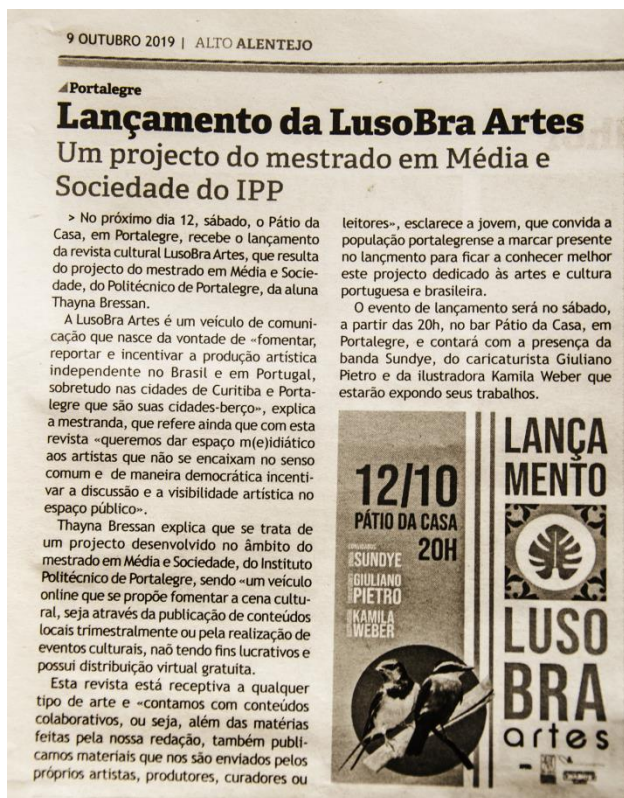 9 OUTUBRO 2019 | ALTO ALENTEJO
Portalegre
Lançamento da LusoBra Artes
Um projecto do mestrado em Média e
Sociedade do IPP
> No próximo dia 12, sábado, o Pátio da
Casa, em Portalegre, recebe o lançamento
da revista cultural LusoBra Artes, que resulta
do projecto do mestrado em Média e Socie-
dade, do Politécnico de Portalegre, da aluna
Thayna Bressan.
A LusoBra Artes é um veículo de comuni-
cação que nasce da vontade de «fomentar,
reportar e incentivar a produção artística
independente no Brasil e em Portugal,
sobretudo nas cidades de Curitiba e Porta-
legre que são suas cidades-berço», explica
a mestranda, que refere ainda que com esta
revista «queremos dar espaço m(e)idiático
aos artistas que não se encaixam no senso
comum e de maneira democrática incenti-
var a discussão e a visibilidade artística no
espaço público».
Thayna Bressan explica que se trata de
um projecto desenvolvido no âmbito do
mestrado em Média e Sociedade, do Instituto
Politécnico de Portalegre, sendo «um veículo
online que se propõe fomentar a cena cultu-
ral, seja através da publicação de conteúdos
locais trimestralmente ou pela realização de
eventos culturais, naõ tendo fins lucrativos e
possui distribuição virtual gratuita.
Esta revista está receptiva a qualquer
tipo de arte e «contamos com conteúdos
colaborativos, ou seja, além das matérias
feitas pela nossa redação, também publi-
camos materiais que nos são enviados pelos
próprios artistas, produtores, curadores ou
leitores», esclarece a jovem, que convida a
população portalegrense a marcar presente
no lançmento para ficar a conhecer melhor
este projecto dedicado às artes e cultura
portuguesa e brasileira.
O evento de lançamento será no sábado,
a partir das 20h, no bar Pátio da Casa, em
Portalegre, e contará com a presença da
banda Sundye, do caricaturista Giuliano
Pietro e da ilustradora Kamila Weber que
estarão expondo seus trabalhos.
12/10
PÁTIO DA CASA
20H
SUNDYE
GIULIANO
PIETRO
KAMILA
WEBER
LANÇA
MENTO
LUSO
BRA
artes